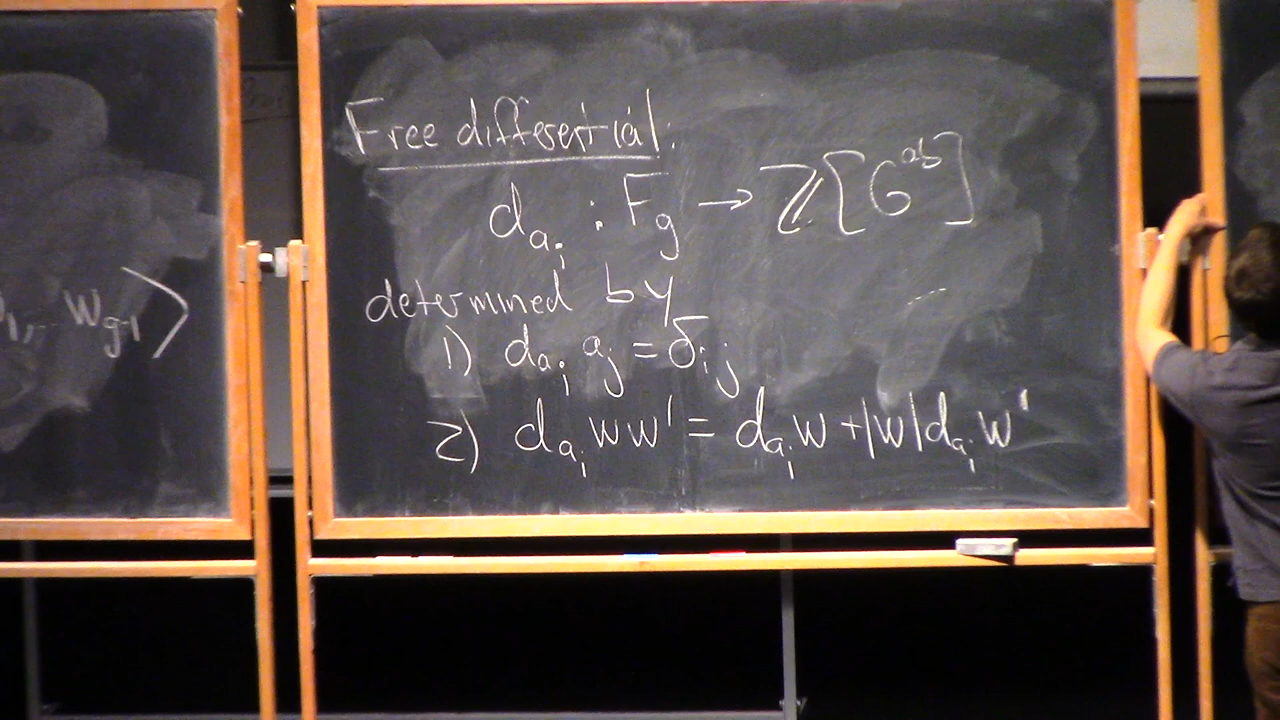 w₁,... w_{g-1} ⟩
Free differential:
d_{a_i} : F_g → ℤ[G^{ab}]
determined by
1) d_{a_i} a_j = δ_{ij}
2) d_{a_i} ww' = d_{a_i} w + |w| d_{a_i} w'